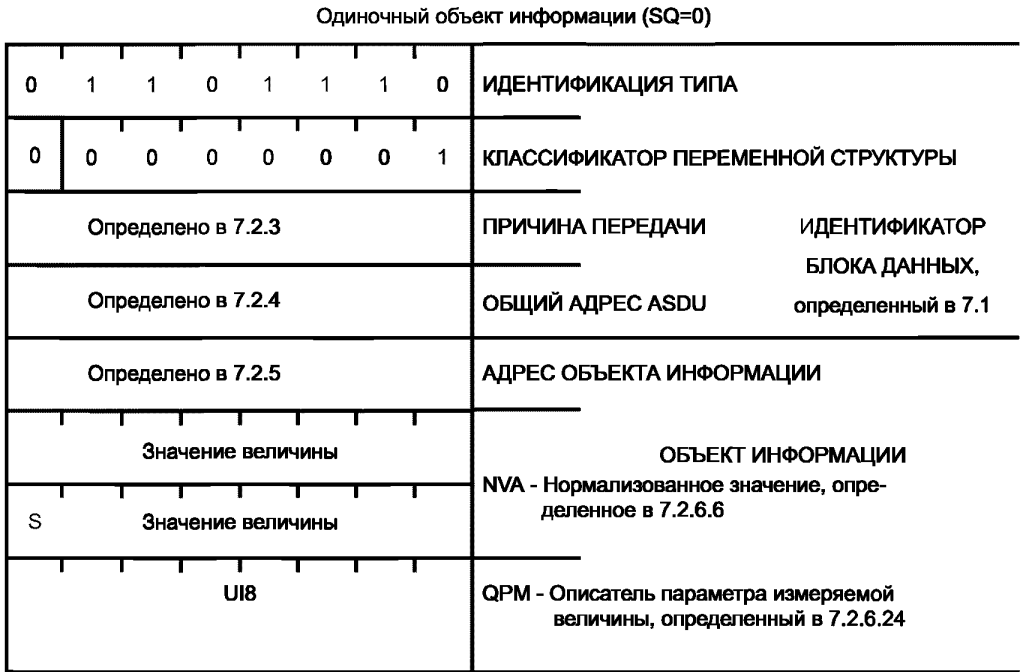 Одиночный объект информации (SQ=0)
0 1 1 0 1 1 1 0 ИДЕНТИФИКАЦИЯ ТИПА
0 0 0 0 0 0 0 1 КЛАССИФИКАТОР ПЕРЕМЕННОЙ СТРУКТУРЫ
Определено в 7.2.3 ПРИЧИНА ПЕРЕДАЧИ ИДЕНТИФИКАТОР
БЛОКА ДАННЫХ,
Определено в 7.2.4 ОБЩИЙ АДРЕС ASDU определенный в 7.1
Определено в 7.2.5 АДРЕС ОБЪЕКТА ИНФОРМАЦИИ
Значение величины ОБЪЕКТ ИНФОРМАЦИИ
NVA - Нормализованное значение, опре-
деленное в 7.2.6.6
S Значение величины
UI8 QPM - Описатель параметра измеряемой
величины, определенный в 7.2.6.24